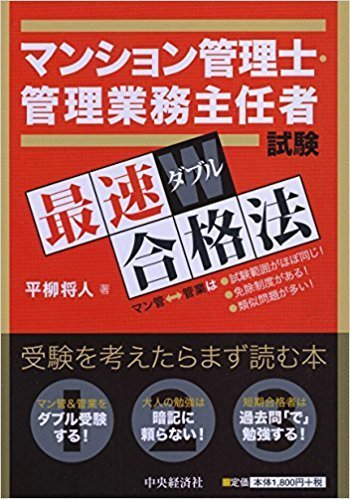 マンション管理士・
管理業務主任者
試験
最速Wダブル
合格法
平柳将人 著
マン管↔管業は
●試験範囲がほぼ同じ!
●免除制度がある!
●類似問題が多い!
受験を考えたらまず読む本
1
マン管&管業を
ダブル受験
する!
2
大人の勉強は
暗記に
頼らない!
3
短期合格者は
過去問「で」
勉強する!
中央経済社
定価 本体1,800円+税